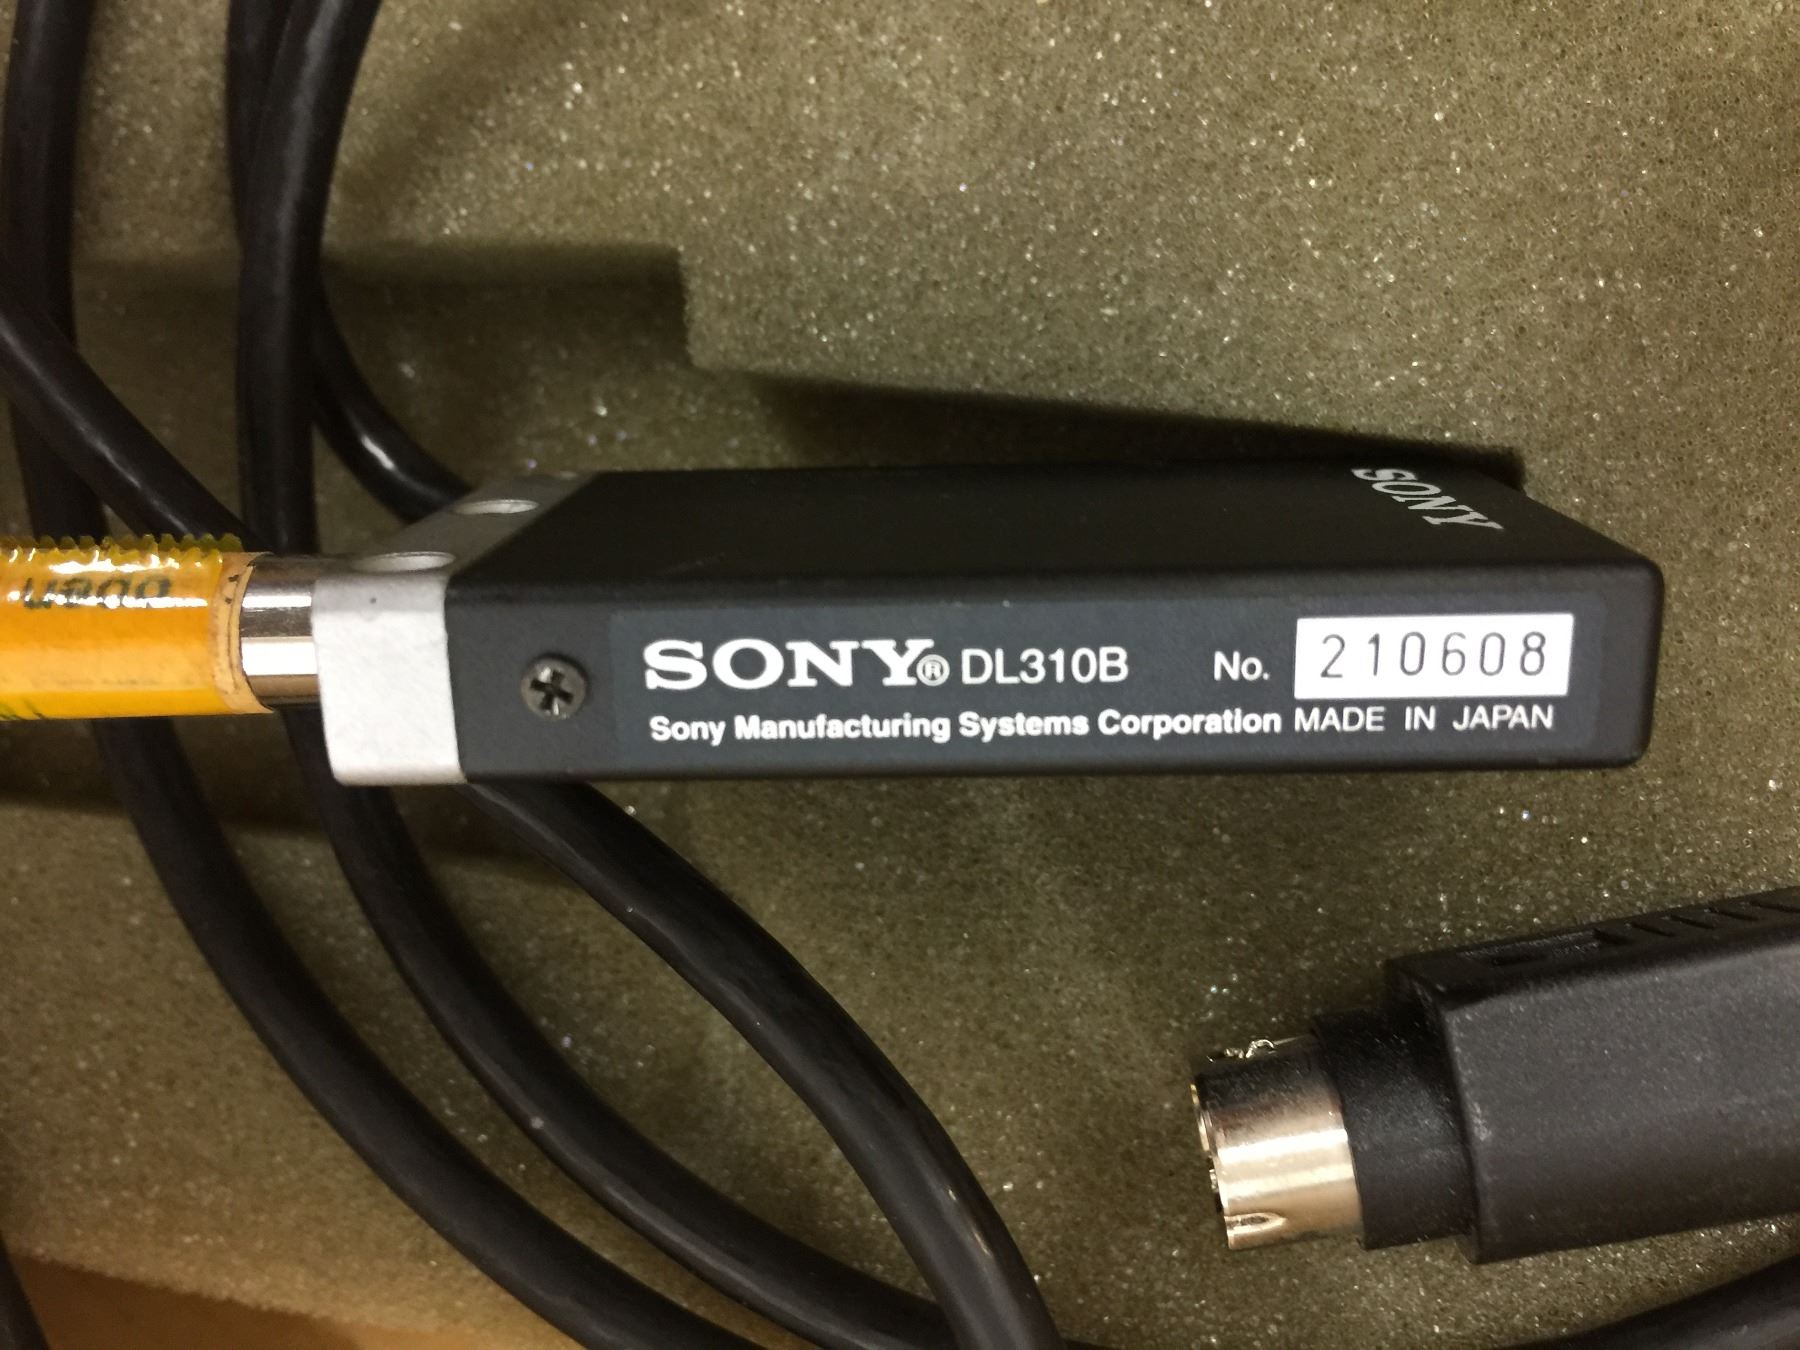 SONY
SONY® DL310B No. 210608
Sony Manufacturing Systems Corporation MADE IN JAPAN